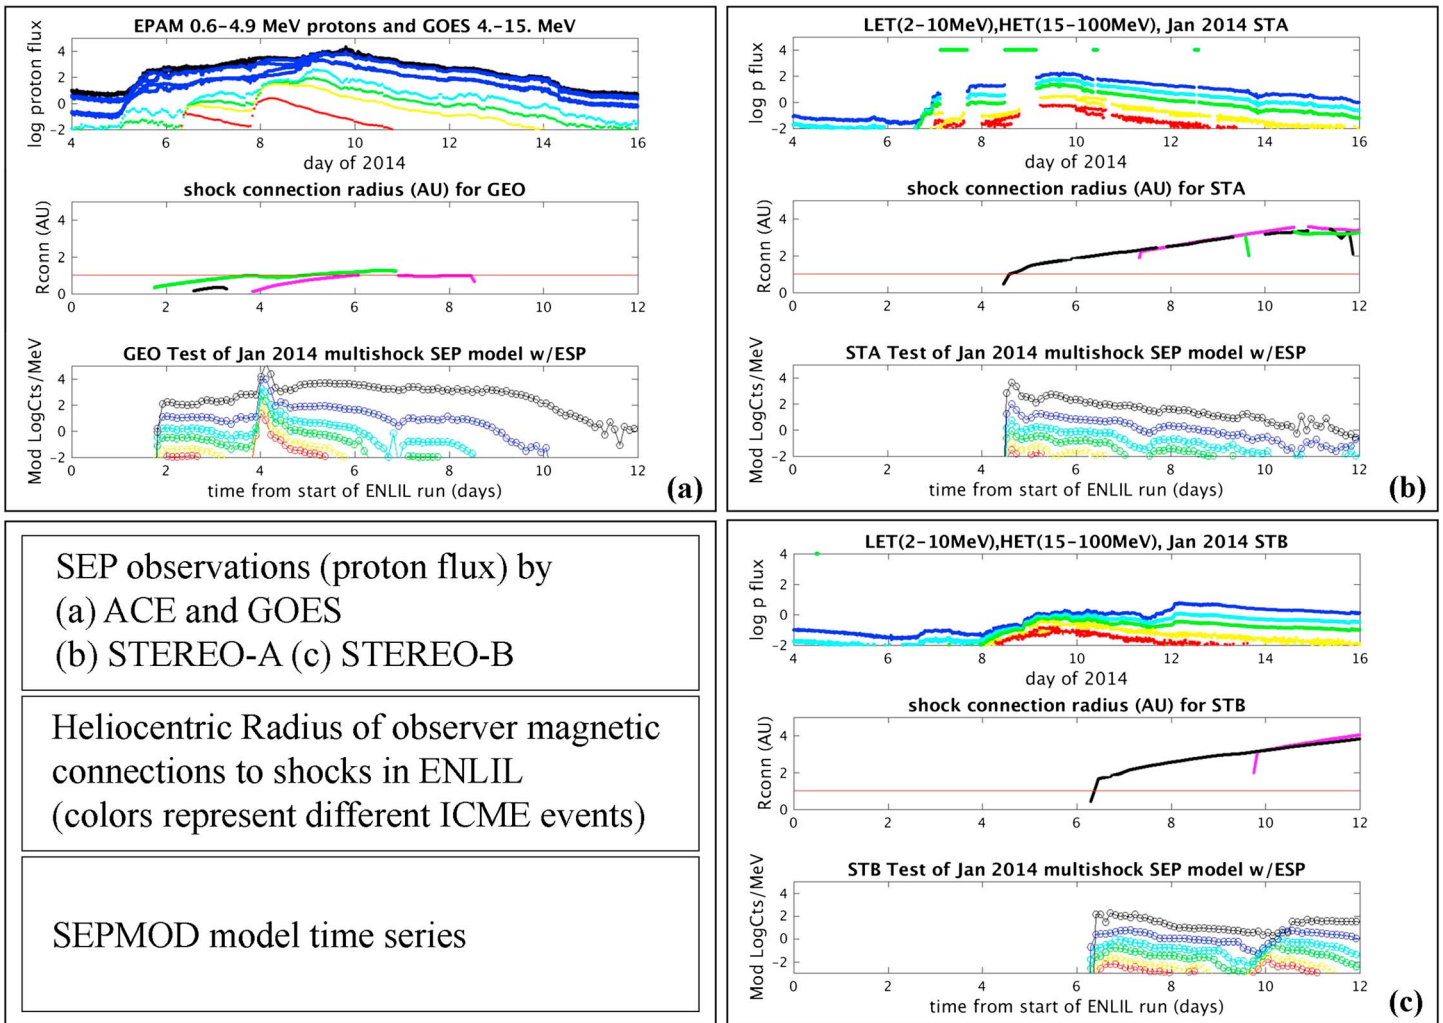 EPAM 0.6−4.9 MeV protons and GOES 4.−15. MeV
log proton flux
4
2
0
−2
4 6 8 10 12 14 16
day of 2014
shock connection radius (AU) for GEO
Rconn (AU)
4
2
0
0 2 4 6 8 10 12
GEO Test of Jan 2014 multishock SEP model w/ESP
Mod LogCts/MeV
4
2
0
−2
0 2 4 6 8 10 12
time from start of ENLIL run (days)
(a)
LET(2−10MeV),HET(15−100MeV), Jan 2014 STA
log p flux
4
2
0
−2
4 6 8 10 12 14 16
day of 2014
shock connection radius (AU) for STA
Rconn (AU)
4
2
0
0 2 4 6 8 10 12
STA Test of Jan 2014 multishock SEP model w/ESP
Mod LogCts/MeV
4
2
0
−2
0 2 4 6 8 10 12
time from start of ENLIL run (days)
(b)
SEP observations (proton flux) by
(a) ACE and GOES
(b) STEREO-A (c) STEREO-B
Heliocentric Radius of observer magnetic
connections to shocks in ENLIL
(colors represent different ICME events)
SEPMOD model time series
LET(2−10MeV),HET(15−100MeV), Jan 2014 STB
log p flux
4
2
0
−2
4 6 8 10 12 14 16
day of 2014
shock connection radius (AU) for STB
Rconn (AU)
4
2
0
0 2 4 6 8 10 12
STB Test of Jan 2014 multishock SEP model w/ESP
Mod LogCts/MeV
4
2
0
−2
0 2 4 6 8 10 12
time from start of ENLIL run (days)
(c)